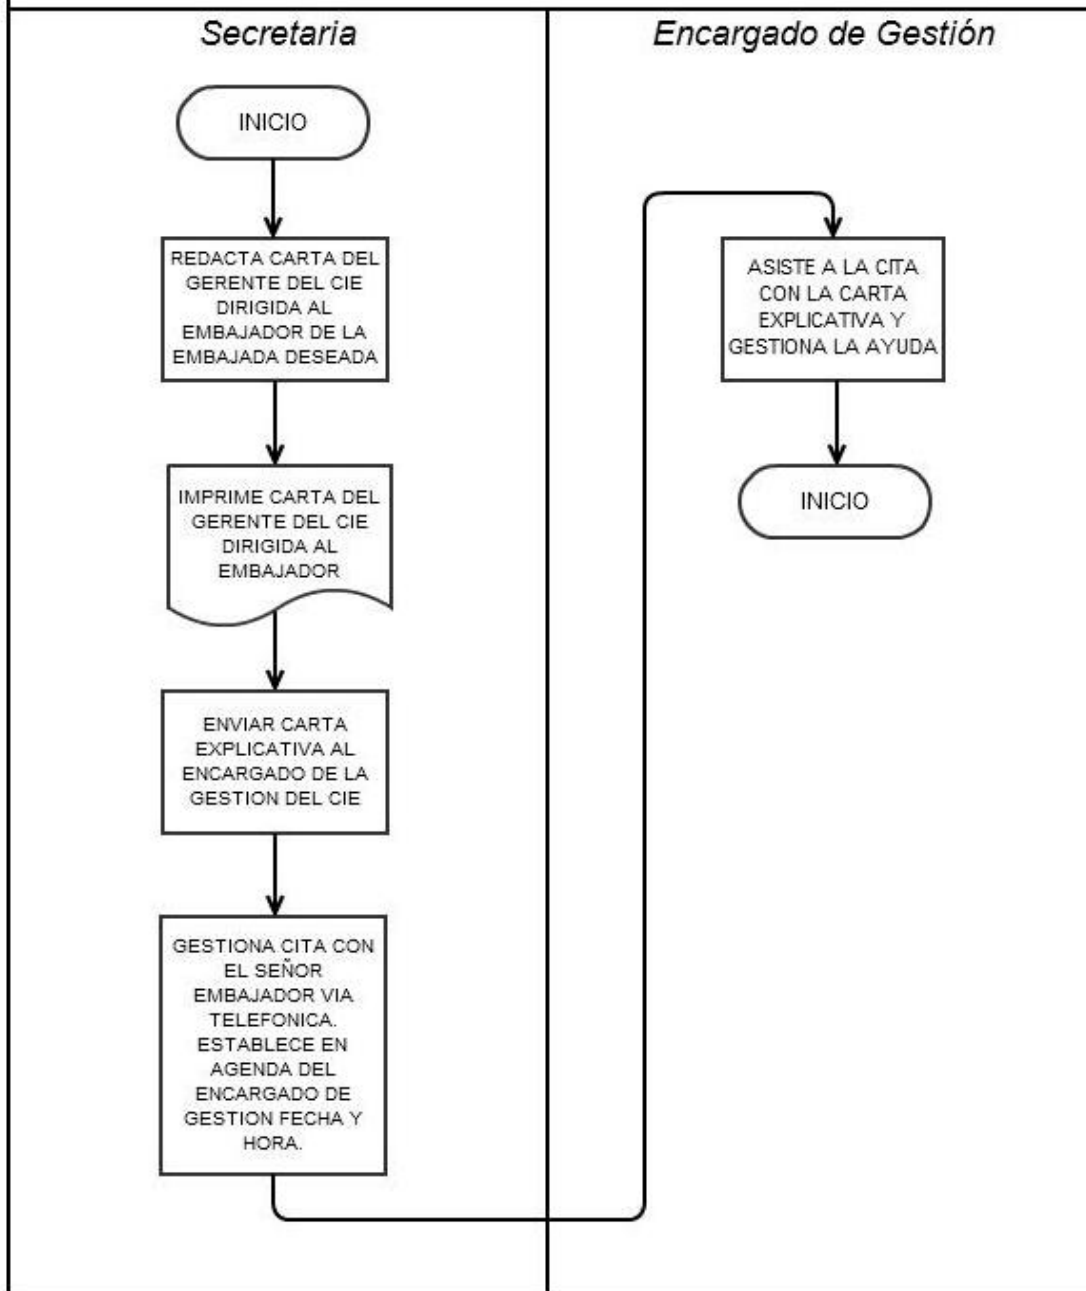 Secretaria
Encargado de Gestión
INICIO
REDACTA CARTA DEL
GERENTE DEL CIE
DIRIGIDA AL
EMBAJADOR DE LA
EMBAJADA DESEADA
IMPRIME CARTA DEL
GERENTE DEL CIE
DIRIGIDA AL
EMBAJADOR
ENVIAR CARTA
EXPLICATIVA AL
ENCARGADO DE LA
GESTION DEL CIE
GESTIONA CITA CON
EL SEÑOR
EMBAJADOR VIA
TELEFONICA.
ESTABLECE EN
AGENDA DEL
ENCARGADO DE
GESTION FECHA Y
HORA.
ASISTE A LA CITA
CON LA CARTA
EXPLICATIVA Y
GESTIONA LA AYUDA
INICIO